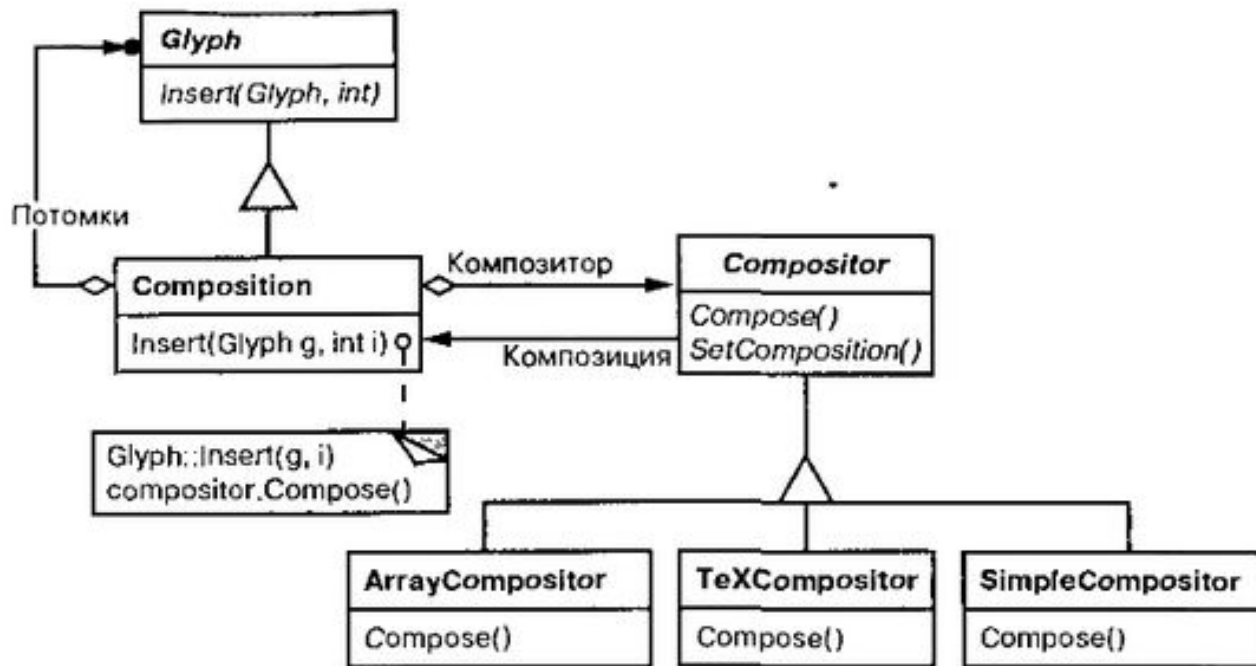 Glyph
Insert(Glyph, int)
Потомки
Composition
Insert(Glyph g, int i)
Композитор
Композиция
Compositor
Compose()
SetComposition()
Glyph::Insert(g, i)
compositor.Compose()
ArrayCompositor
Compose()
TeXCompositor
Compose()
SimpleCompositor
Compose()